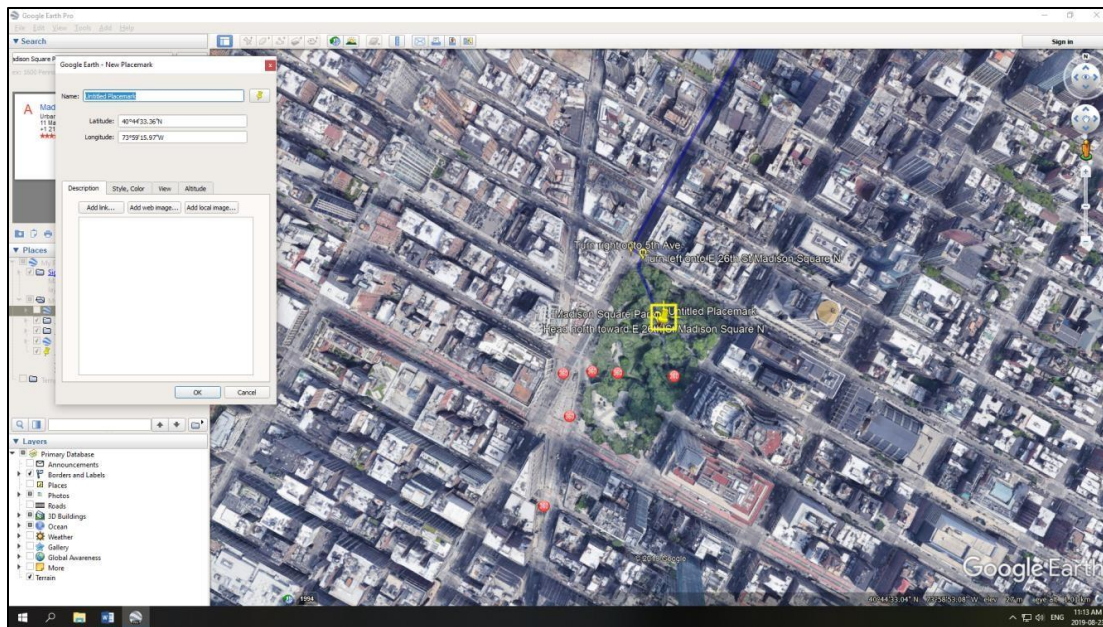 Google Earth Pro
File Edit View Tools Add Help
Search
Sign in
Google Earth - New Placemark
Name: Untitled Placemark
Latitude: 40°44'33.36"N
Longitude: 73°59'15.97"W
Description Style, Color View Altitude
Add link... Add web image... Add local image...
OK Cancel
A
Places
Turn right onto 5th Ave
Turn left onto E 26th St/Madison Square N
Untitled Placemark
Head north toward E 26th St/Madison Square N
Layers
Primary Database
Announcements
Borders and Labels
Places
Photos
Roads
3D Buildings
Ocean
Weather
Gallery
Global Awareness
More
Terrain
1994
Google Earth
ENG
11:13 AM
2019-08-23